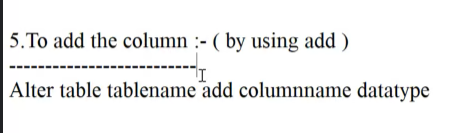 5.To add the column :- ( by using add )
--------------------------
Alter table tablename add columnname datatype